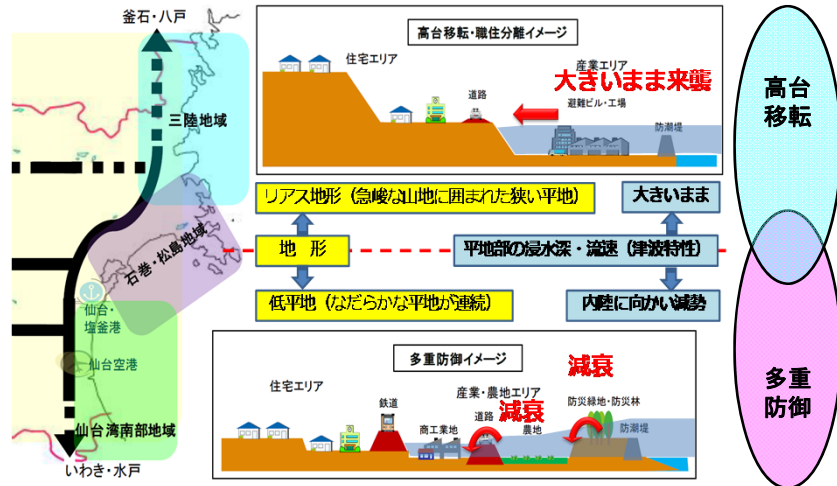 釜石・八戸
三陸地域
石巻・松島地域
仙台・
塩釜港
仙台空港
仙台湾南部地域
いわき・水戸
高台移転・職住分離イメージ
住宅エリア
産業エリア
大きいまま来襲
道路
避難ビル・工場
防潮堤
リアス地形（急峻な山地に囲まれた狭い平地）
大きいまま
地　形
平地部の浸水深・流速（津波特性）
低平地（なだらかな平地が連続）
内陸に向かい減勢
多重防御イメージ
減衰
住宅エリア
産業・農地エリア
鉄道
防災緑地・防災林
道路
減衰
商工業地
農地
防潮堤
高台
移転
多重
防御